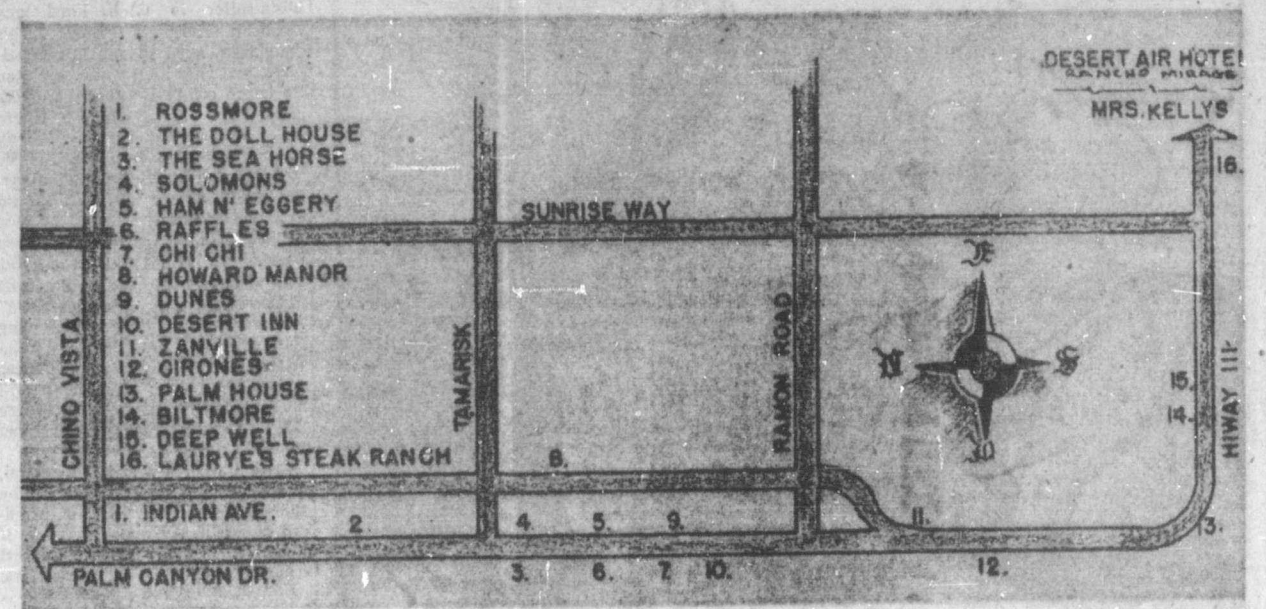 DESERT AIR HOTEL
RANCHO MIRAGE
MRS. KELLYS
1. ROSSMORE
2. THE DOLL HOUSE
3. THE SEA HORSE
4. SOLOMONS
5. HAM N' EGGERY
6. RAFFLES
7. CHI CHI
8. HOWARD MANOR
9. DUNES
10. DESERT INN
11. ZANVILLE
12. GIRONES
13. PALM HOUSE
14. BILTMORE
15. DEEP WELL
16. LAURYE'S STEAK RANCH
SUNRISE WAY
16.
CHINO VISTA
TAMARISK
RAMON ROAD
HIWAY 111
E
N
S
W
15.
14.
8.
1. INDIAN AVE.
2.
4.
5.
9.
11.
13.
PALM CANYON DR.
3.
6.
7.
10.
12.